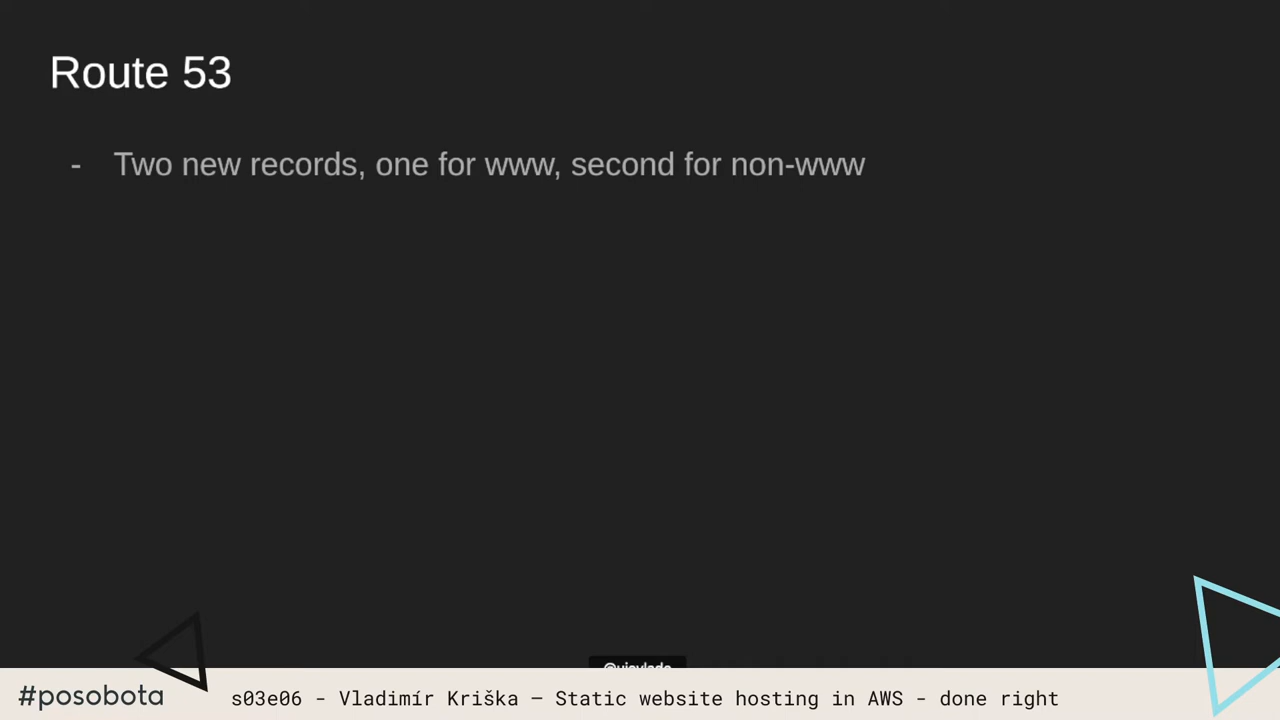 Route 53
- Two new records, one for www, second for non-www
#posobota
s03e06 - Vladimír Kriška – Static website hosting in AWS - done right